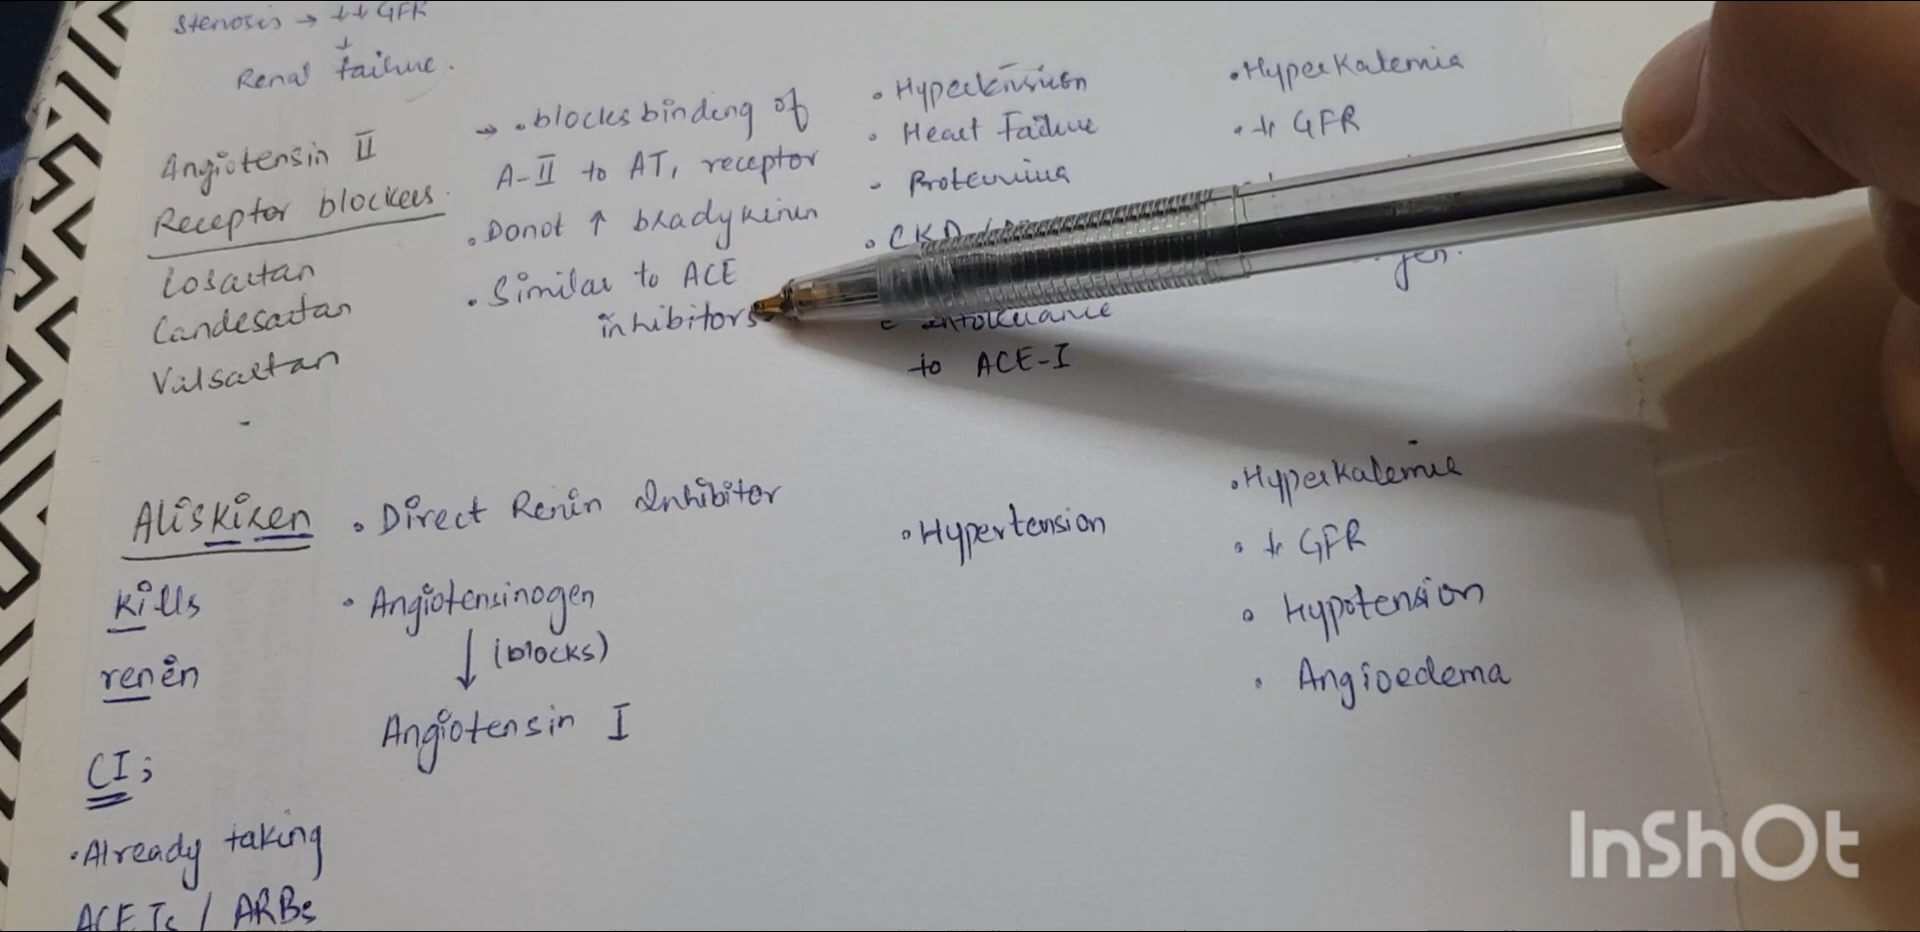 Stenosis → ↓↓ GFR
↓
Renal failure.
Angiotensin II
Receptor blockers.
Losartan
Candesartan
Valsartan
→ • blocks binding of
A-II to AT₁ receptor
• Donot ↑ bradykinin
• Similar to ACE
inhibitors
• Hypertension
• Heart Failure
• Proteinuria
• CKD /
intolerance
to ACE-I
• Hyperkalemia
• ↓ GFR
Aliskiren
kills
renin
CI;
• Already taking
ACE Is / ARBs
• Direct Renin Inhibitor
• Angiotensinogen
↓ (blocks)
Angiotensin I
• Hypertension
• Hyperkalemia
• ↓ GFR
• Hypotension
• Angioedema
InShOt